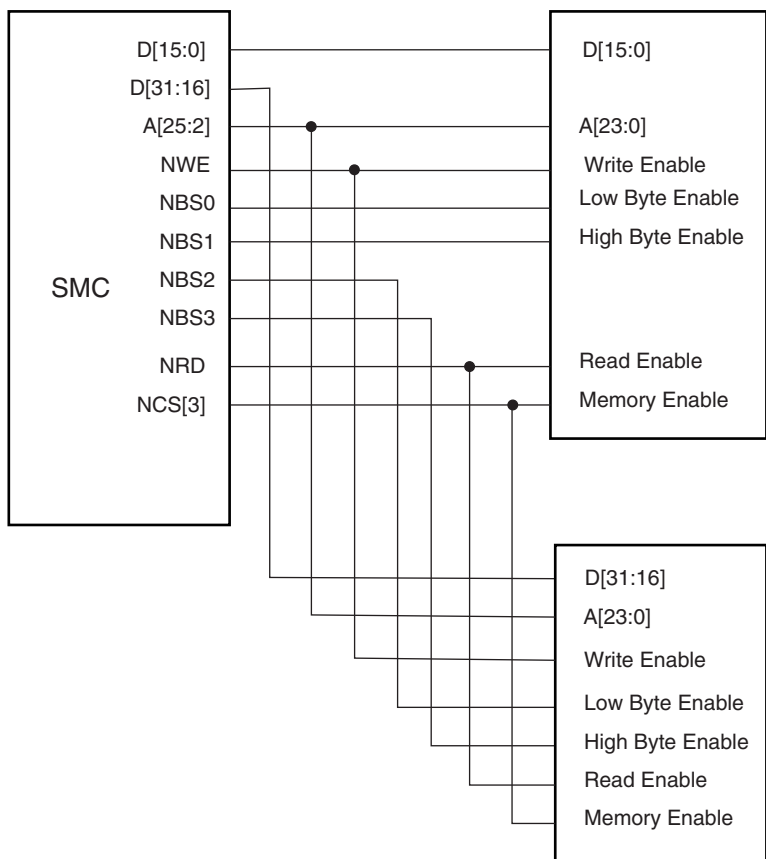 D[15:0]
D[31:16]
A[25:2]
NWE
NBS0
NBS1
NBS2
NBS3
NRD
NCS[3]
SMC
D[15:0]
A[23:0]
Write Enable
Low Byte Enable
High Byte Enable
Read Enable
Memory Enable
D[31:16]
A[23:0]
Write Enable
Low Byte Enable
High Byte Enable
Read Enable
Memory Enable